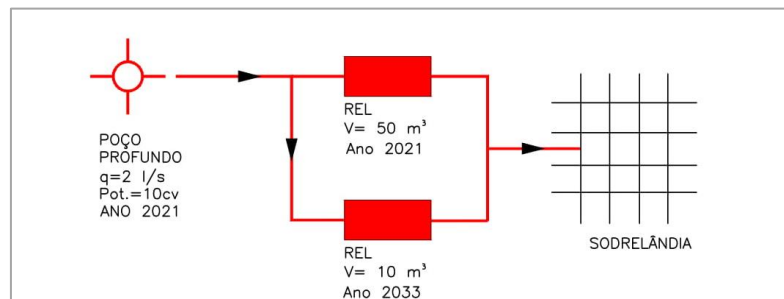 POÇO
PROFUNDO
q=2 l/s
Pot.=10cv
ANO 2021
REL
V= 50 m³
Ano 2021
REL
V= 10 m³
Ano 2033
SODRELÂNDIA